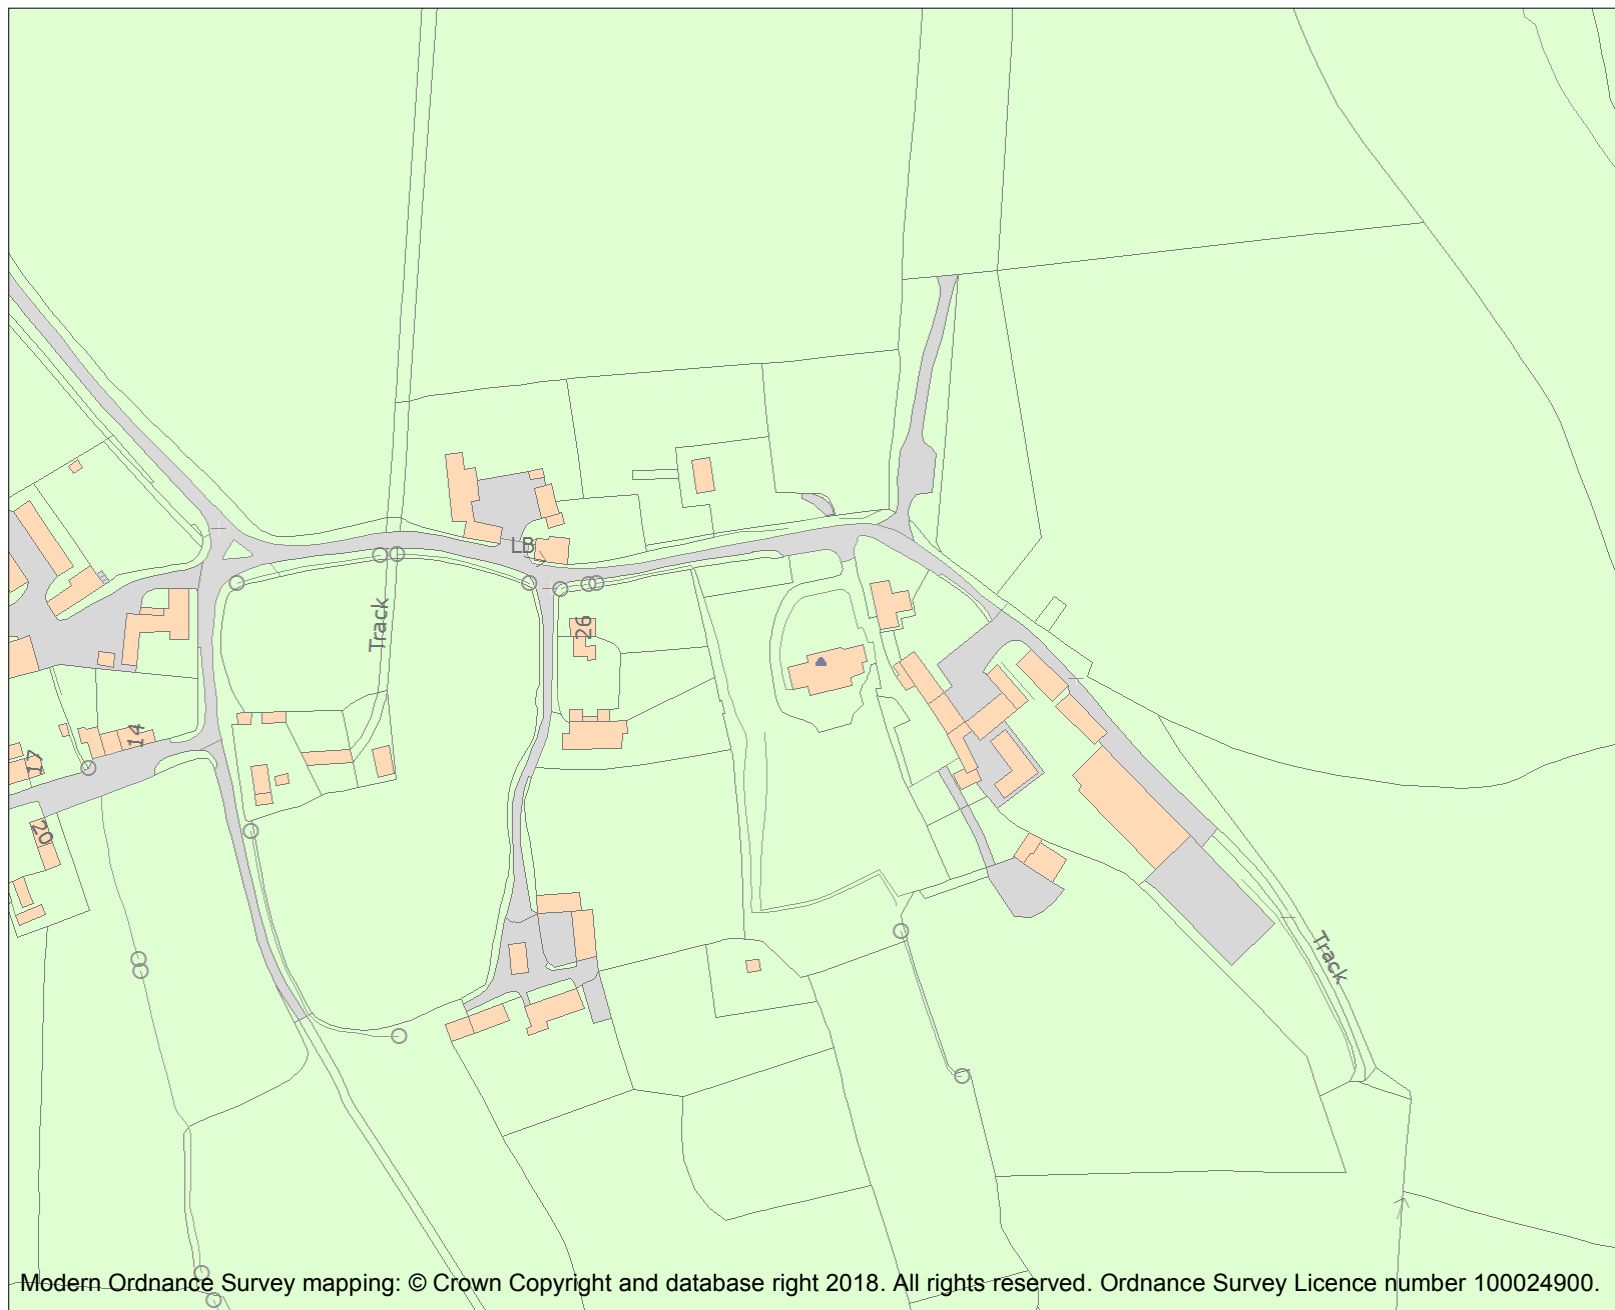 LB
Track
26
14
17
20
Track
Modern Ordnance Survey mapping: © Crown Copyright and database right 2018. All rights reserved. Ordnance Survey Licence number 100024900.